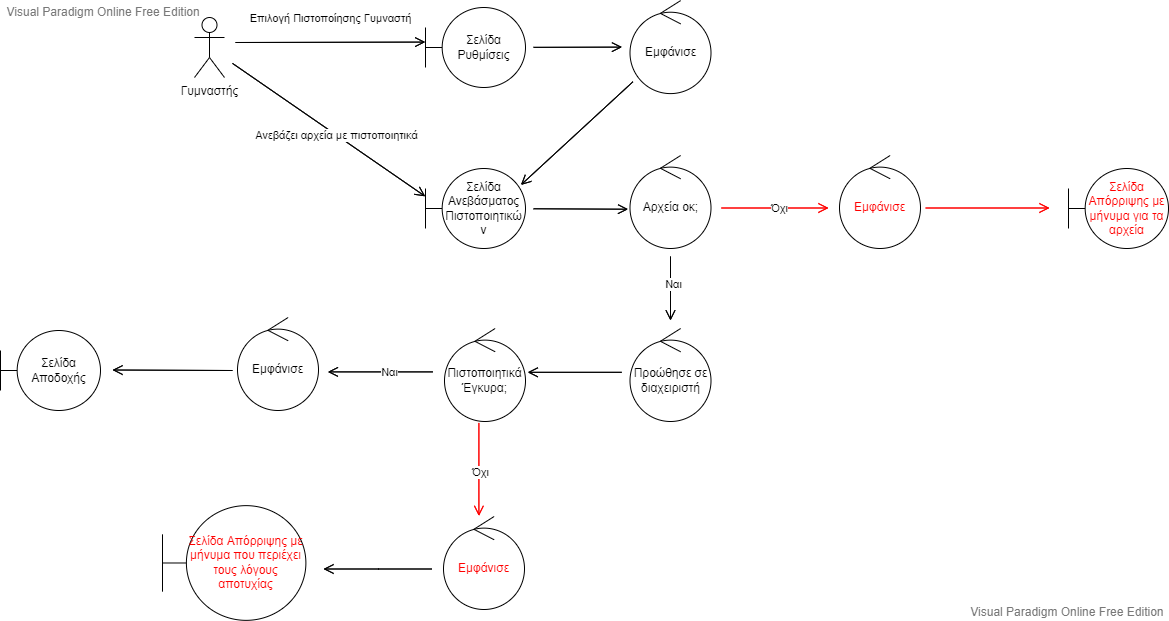 Visual Paradigm Online Free Edition
Επιλογή Πιστοποίησης Γυμναστή
Σελίδα
Ρυθμίσεις
Εμφάνισε
Γυμναστής
Ανεβάζει αρχεία με πιστοποιητικά
Σελίδα
Ανεβάσματος
Πιστοποιητικώ
ν
Αρχεία οκ;
Όχι
Εμφάνισε
Σελίδα
Απόρριψης με
μήνυμα για τα
αρχεία
Ναι
Σελίδα
Αποδοχής
Εμφάνισε
Ναι
Πιστοποιητικά
Έγκυρα;
Προώθησε σε
διαχειριστή
Όχι
Σελίδα Απόρριψης με
μήνυμα που περιέχει
τους λόγους
αποτυχίας
Εμφάνισε
Visual Paradigm Online Free Edition